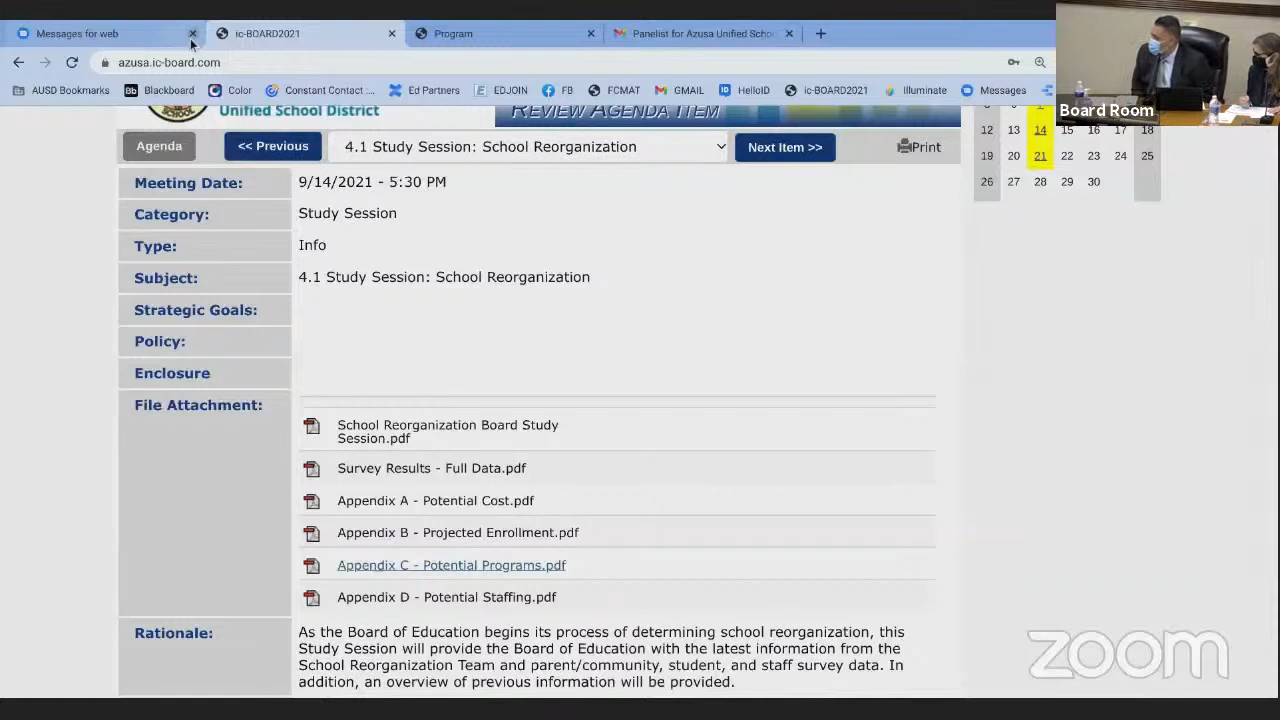 Messages for web
ic-BOARD2021
Program
Panelist for Azusa Unified Schoo
azusa.ic-board.com
AUSD Bookmarks
Blackboard
Color
Constant Contact ...
Ed Partners
EDJOIN
FB
FCMAT
GMAIL
HelloID
ic-BOARD2021
Illuminate
Messages
Board Room
SCHOOL
Unified School District
REVIEW AGENDA ITEM
Agenda
<< Previous
4.1 Study Session: School Reorganization
Next Item >>
Print
12 13 14 15 16 17 18
19 20 21 22 23 24 25
26 27 28 29 30
Meeting Date: 9/14/2021 - 5:30 PM
Category: Study Session
Type: Info
Subject: 4.1 Study Session: School Reorganization
Strategic Goals:
Policy:
Enclosure
File Attachment:
School Reorganization Board Study
Session.pdf
Survey Results - Full Data.pdf
Appendix A - Potential Cost.pdf
Appendix B - Projected Enrollment.pdf
Appendix C - Potential Programs.pdf
Appendix D - Potential Staffing.pdf
Rationale: As the Board of Education begins its process of determining school reorganization, this
Study Session will provide the Board of Education with the latest information from the
School Reorganization Team and parent/community, student, and staff survey data. In
addition, an overview of previous information will be provided.
zoom